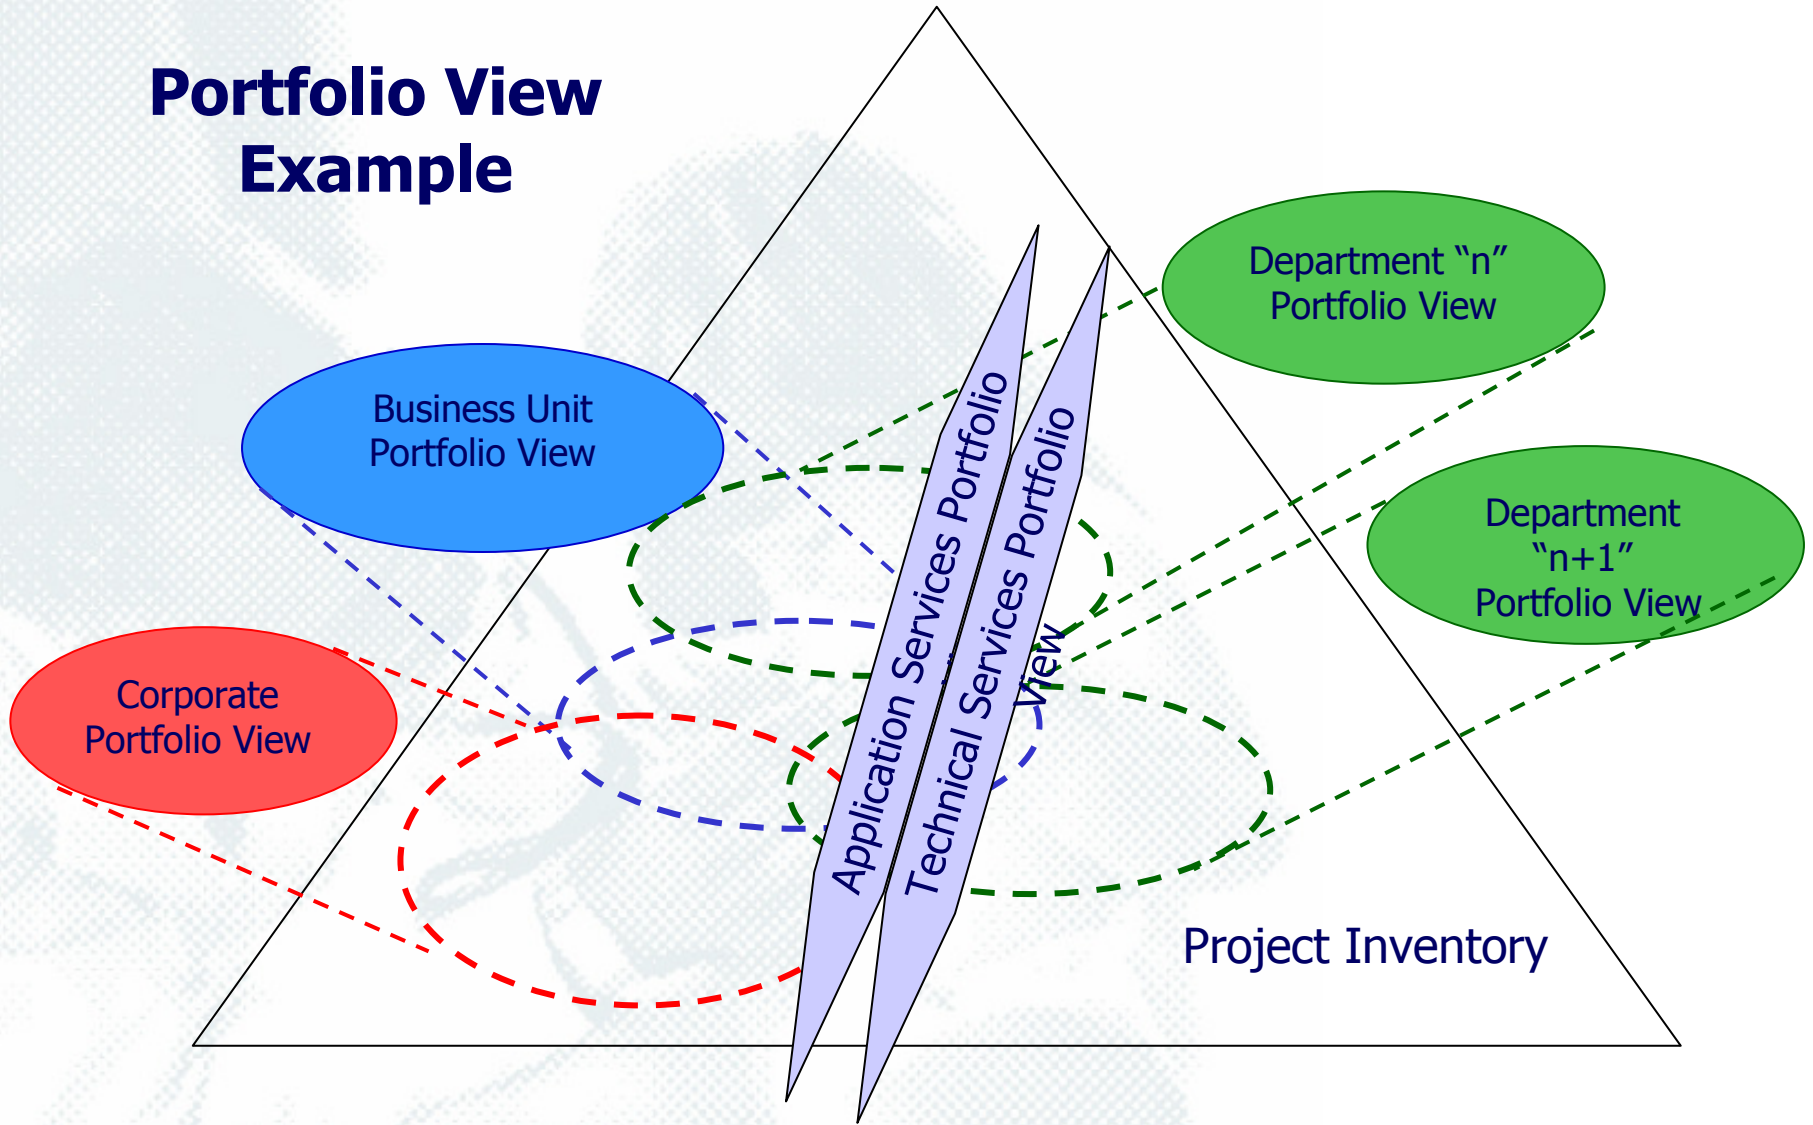 Portfolio View
Example
Department “n”
Portfolio View
Business Unit
Portfolio View
Department
“n+1”
Portfolio View
Corporate
Portfolio View
Application Services Portfolio
Technical Services Portfolio
View
Project Inventory